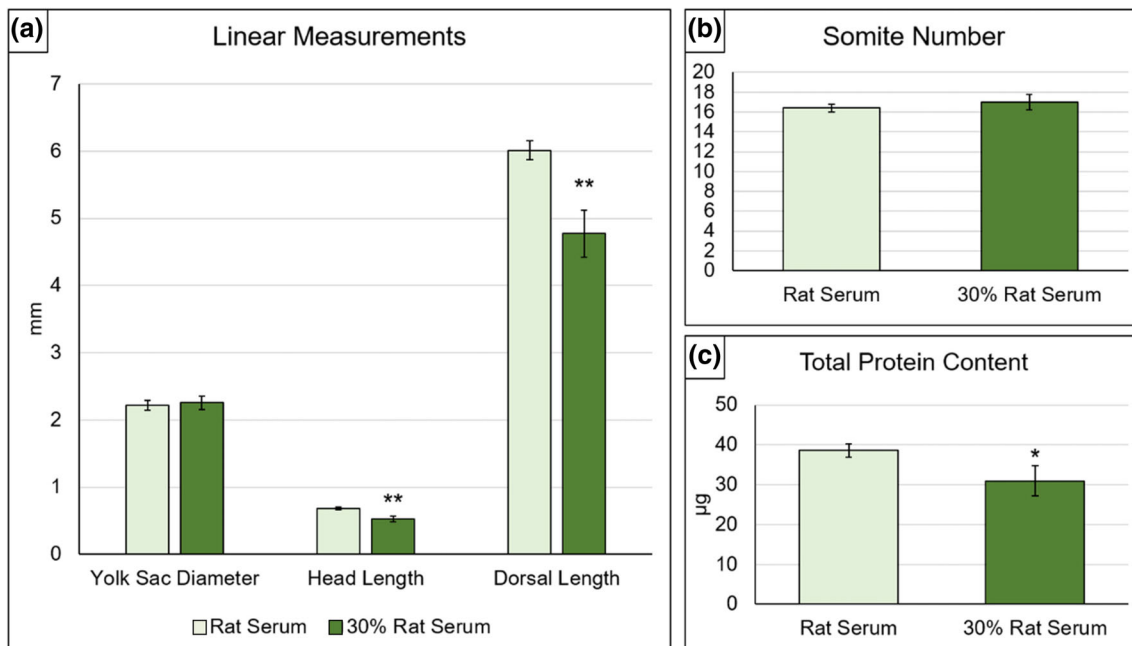 (a)
Linear Measurements
7
6
5
4
3
2
1
0
mm
**
**
Yolk Sac Diameter
Head Length
Dorsal Length
Rat Serum
30% Rat Serum
(b)
Somite Number
20
18
16
14
12
10
8
6
4
2
0
Rat Serum
30% Rat Serum
(c)
Total Protein Content
50
40
30
20
10
0
µg
*
Rat Serum
30% Rat Serum